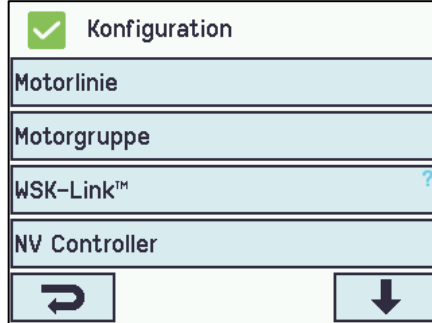 Konfiguration
Motorlinie
Motorgruppe
WSK-Link™ ?
NV Controller